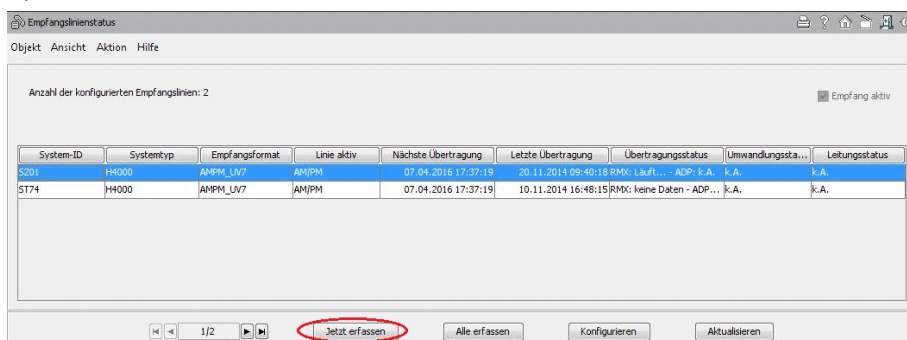 Empfangslinienstatus
Objekt Ansicht Aktion Hilfe
Anzahl der konfigurierten Empfangslinien: 2
Empfang aktiv
System-ID Systemtyp Empfangsformat Linie aktiv Nächste Übertragung Letzte Übertragung Übertragungsstatus Umwandlungssta... Leitungsstatus
S201 H4000 AMPM_UV7 AM/PM 07.04.2016 17:37:19 20.11.2014 09:40:18 RMX: Läuft... - ADP: k.A. k.A. k.A.
ST74 H4000 AMPM_UV7 AM/PM 07.04.2016 17:37:19 10.11.2014 16:48:15 RMX: keine Daten - ADP... k.A. k.A.
1/2 Jetzt erfassen Alle erfassen Konfigurieren Aktualisieren